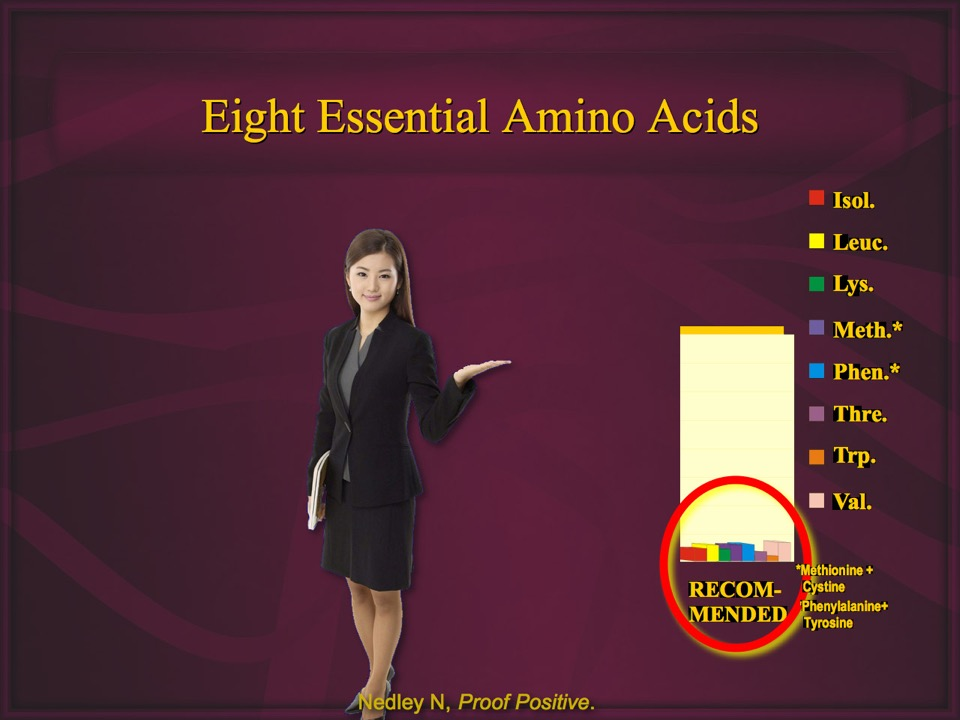 Eight Essential Amino Acids
Isol.
Leuc.
Lys.
Meth.*
Phen.*
Thre.
Trp.
Val.
RECOM-
MENDED
*Methionine +
Cystine
*Phenylalanine+
Tyrosine
Nedley N, Proof Positive.